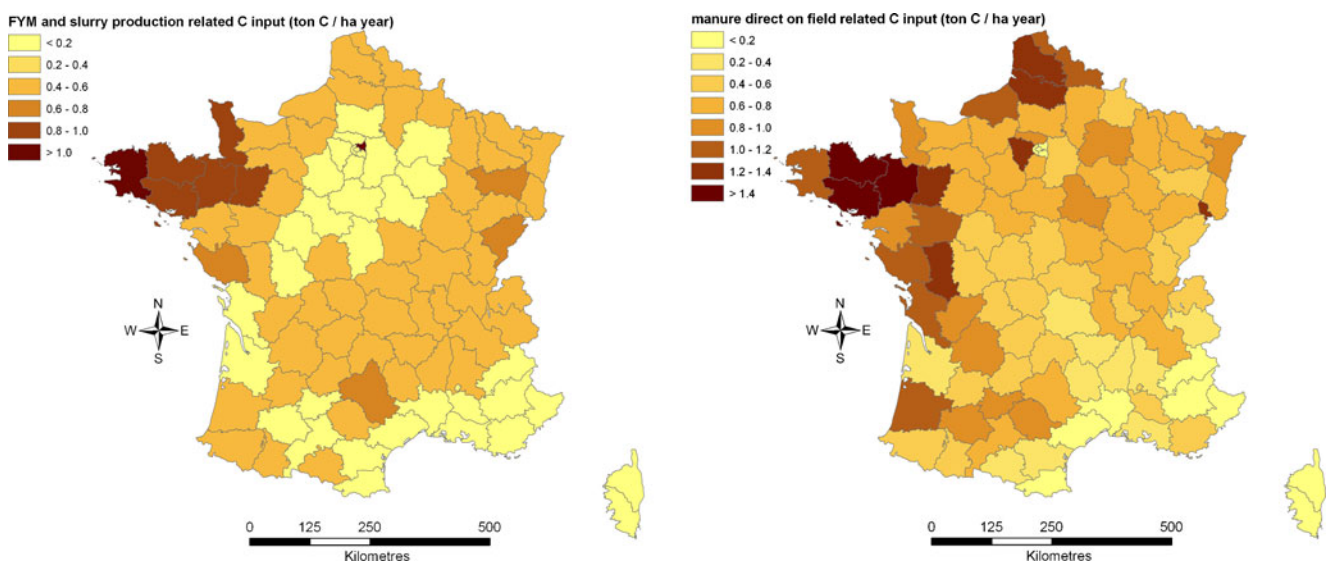 FYM and slurry production related C input (ton C / ha year)
< 0.2
0.2 - 0.4
0.4 - 0.6
0.6 - 0.8
0.8 - 1.0
> 1.0
N
W E
S
0 125 250 500
Kilometres
manure direct on field related C input (ton C / ha year)
< 0.2
0.2 - 0.4
0.4 - 0.6
0.6 - 0.8
0.8 - 1.0
1.0 - 1.2
1.2 - 1.4
> 1.4
N
W E
S
0 125 250 500
Kilometres